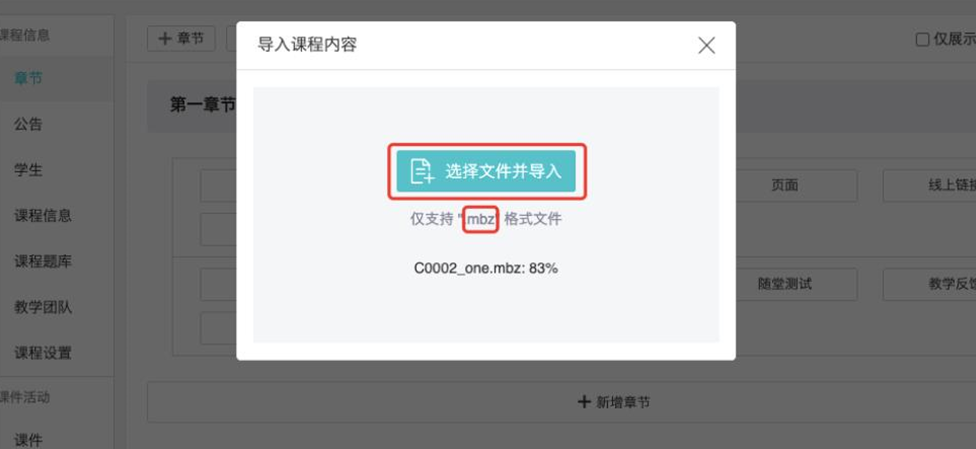 课程信息
章节
公告
学生
课程信息
课程题库
教学团队
课程设置
课件活动
课件
+ 章节
仅展示
第一章节
页面
线上链接
随堂测试
教学反馈
+ 新增章节
导入课程内容
选择文件并导入
仅支持 ".mbz" 格式文件
C0002_one.mbz: 83%